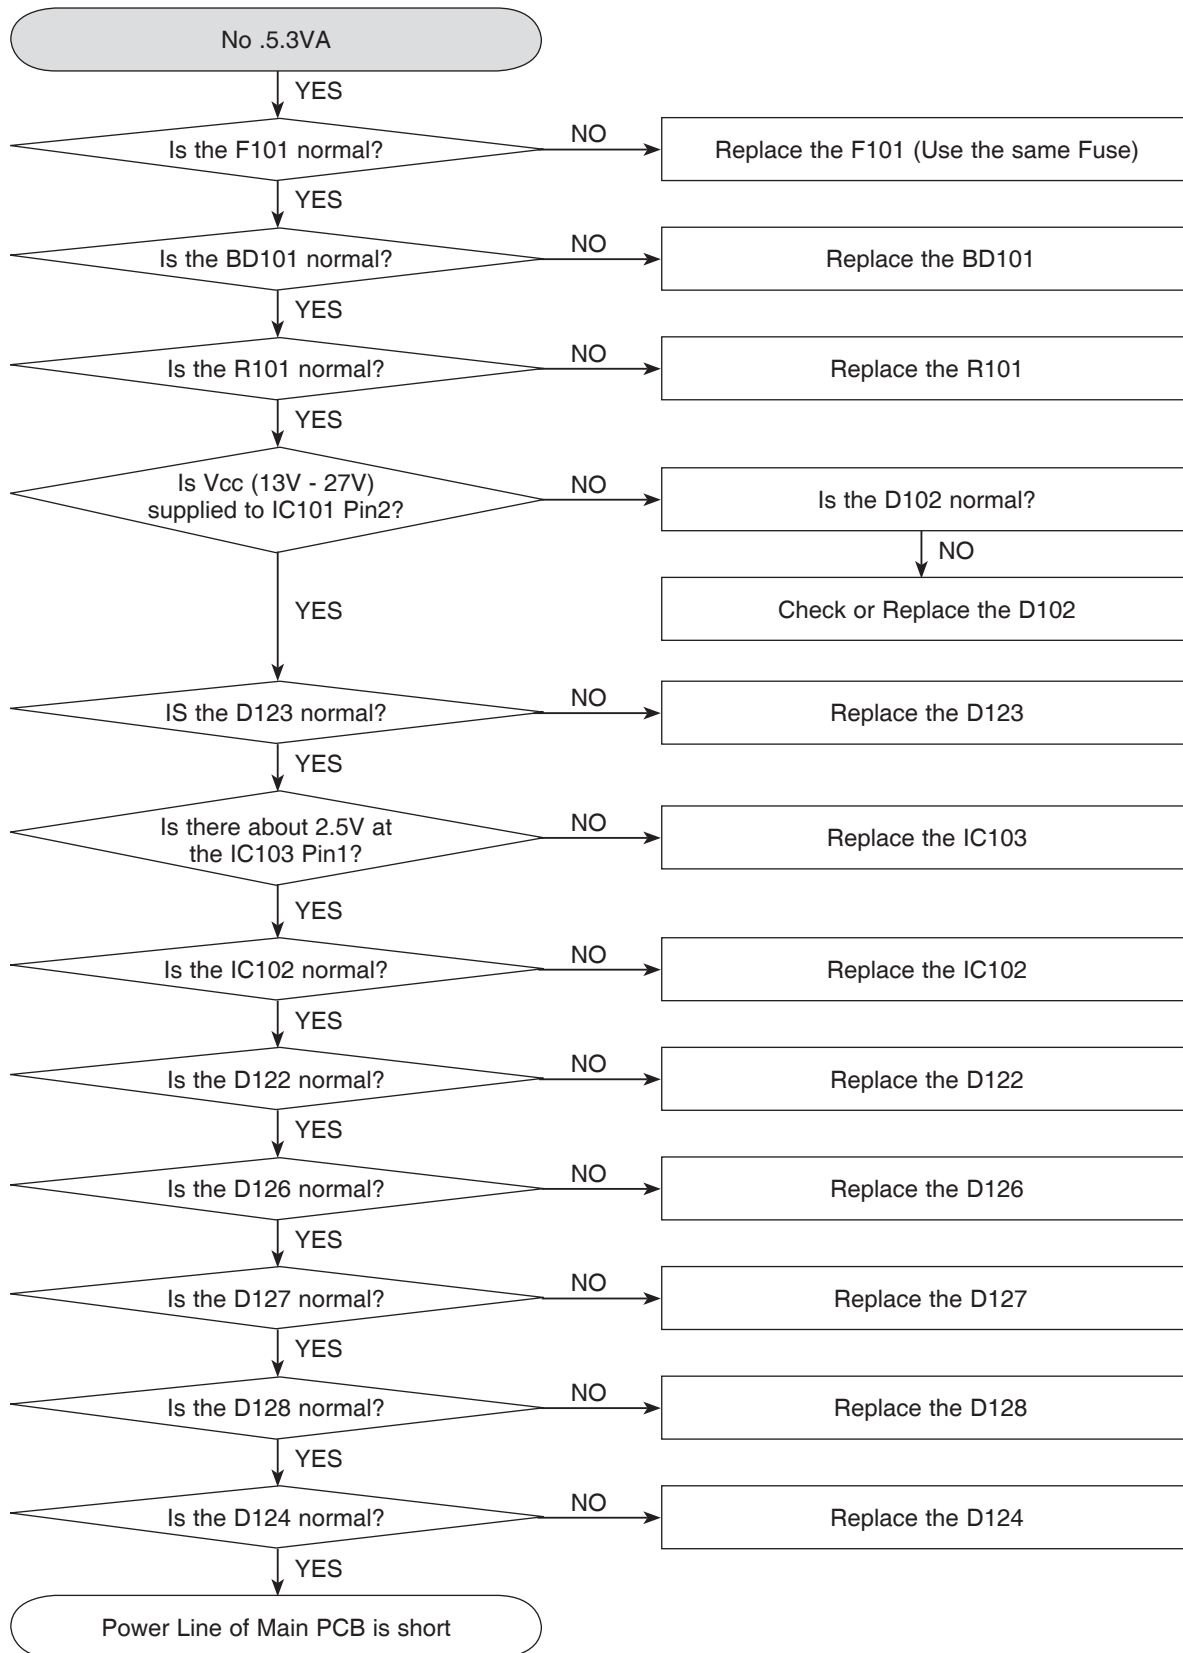 No .5.3VA
YES
Is the F101 normal?
NO
Replace the F101 (Use the same Fuse)
YES
Is the BD101 normal?
NO
Replace the BD101
YES
Is the R101 normal?
NO
Replace the R101
YES
Is Vcc (13V - 27V)
supplied to IC101 Pin2?
NO
Is the D102 normal?
NO
Check or Replace the D102
YES
IS the D123 normal?
NO
Replace the D123
YES
Is there about 2.5V at
the IC103 Pin1?
NO
Replace the IC103
YES
Is the IC102 normal?
NO
Replace the IC102
YES
Is the D122 normal?
NO
Replace the D122
YES
Is the D126 normal?
NO
Replace the D126
YES
Is the D127 normal?
NO
Replace the D127
YES
Is the D128 normal?
NO
Replace the D128
YES
Is the D124 normal?
NO
Replace the D124
YES
Power Line of Main PCB is short